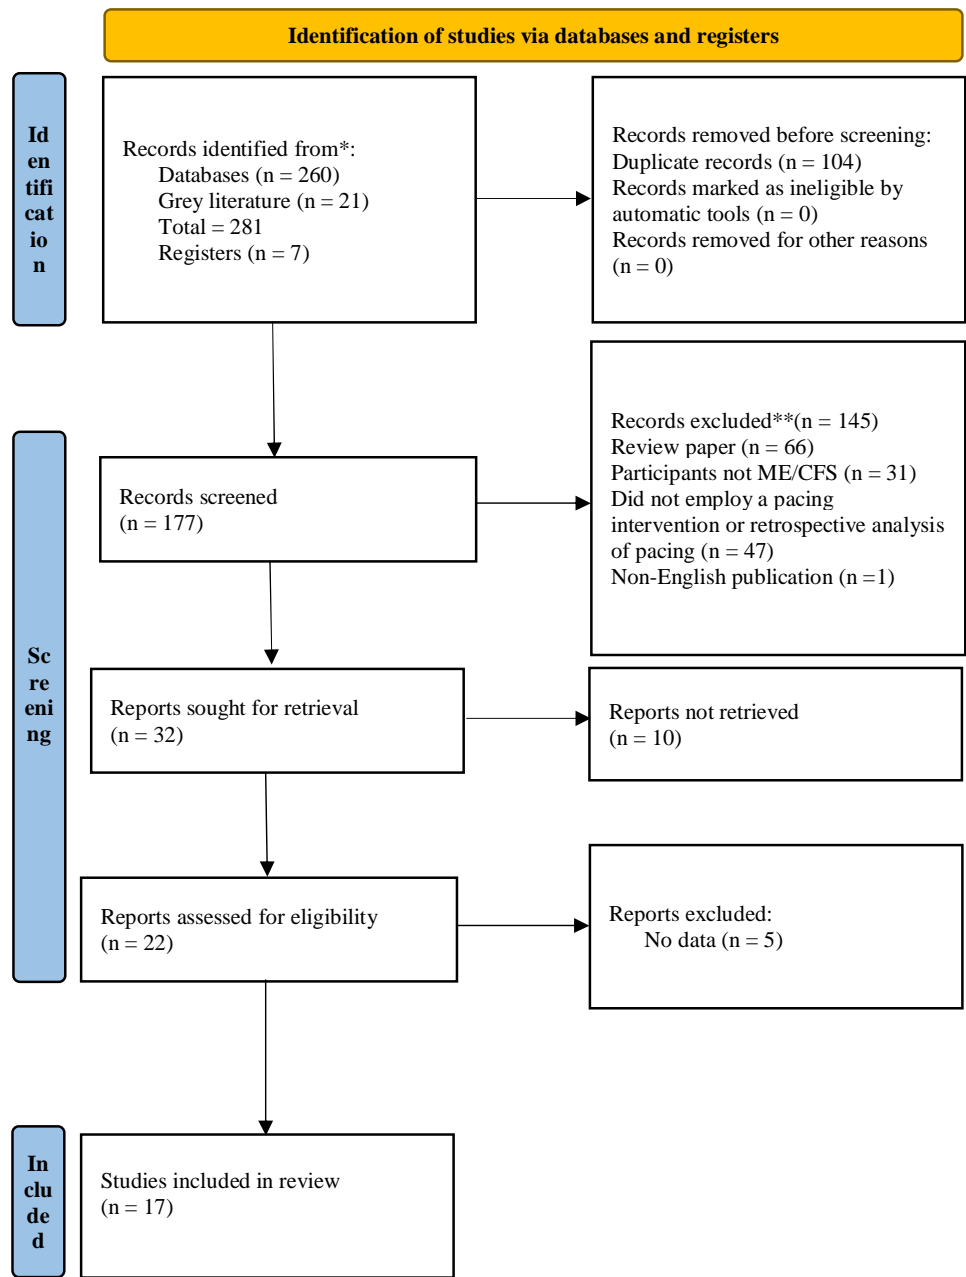 Identification of studies via databases and registers
Id
en
tifi
cat
io
n
Records identified from*:
Databases (n = 260)
Grey literature (n = 21)
Total = 281
Registers (n = 7)
Records removed before screening:
Duplicate records (n = 104)
Records marked as ineligible by
automatic tools (n = 0)
Records removed for other reasons
(n = 0)
Sc
re
eni
ng
Records screened
(n = 177)
Records excluded**(n = 145)
Review paper (n = 66)
Participants not ME/CFS (n = 31)
Did not employ a pacing
intervention or retrospective analysis
of pacing (n = 47)
Non-English publication (n =1)
Reports sought for retrieval
(n = 32)
Reports not retrieved
(n = 10)
Reports assessed for eligibility
(n = 22)
Reports excluded:
No data (n = 5)
In
clu
de
d
Studies included in review
(n = 17)